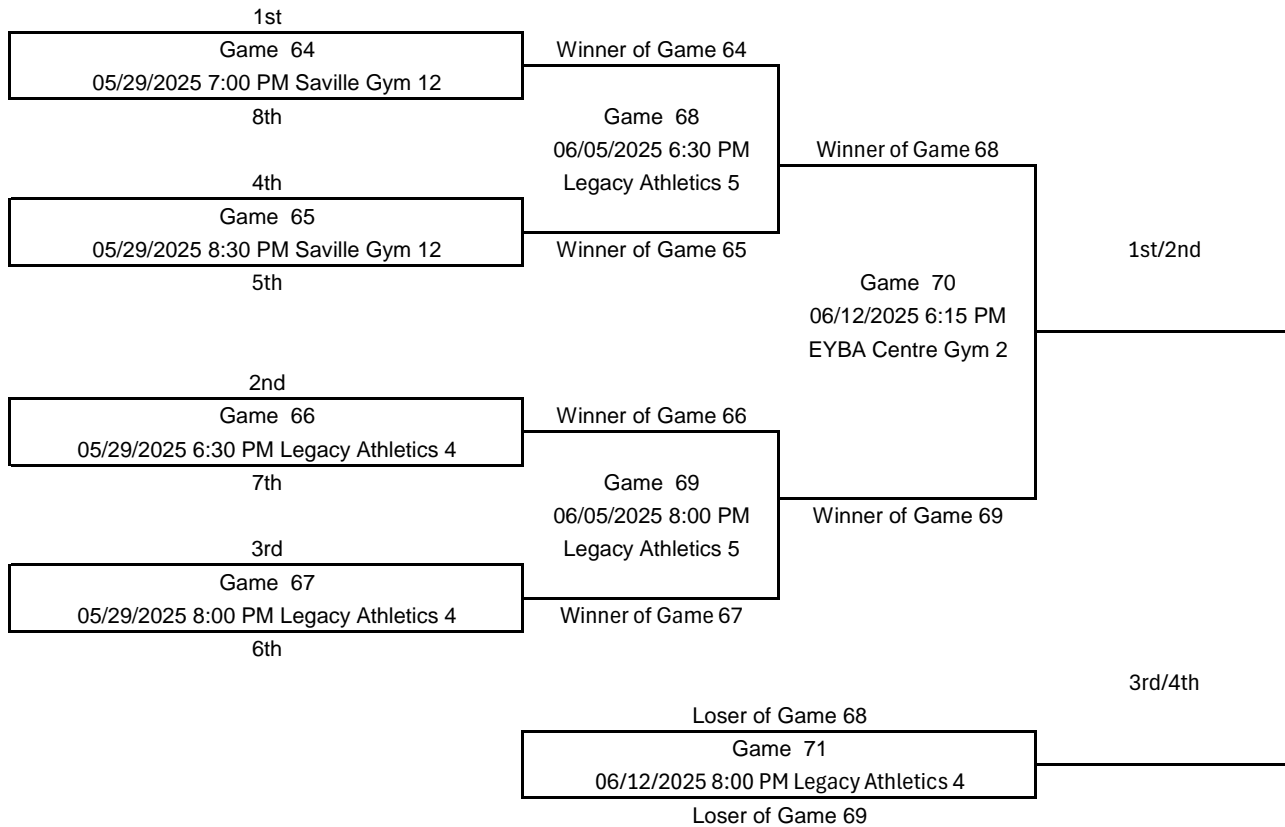 1st
Game 64
05/29/2025 7:00 PM Saville Gym 12
8th
4th
Game 65
05/29/2025 8:30 PM Saville Gym 12
5th
2nd
Game 66
05/29/2025 6:30 PM Legacy Athletics 4
7th
3rd
Game 67
05/29/2025 8:00 PM Legacy Athletics 4
6th
Winner of Game 64
Game 68
06/05/2025 6:30 PM
Legacy Athletics 5
Winner of Game 65
Winner of Game 66
Game 69
06/05/2025 8:00 PM
Legacy Athletics 5
Winner of Game 67
Winner of Game 68
Game 70
06/12/2025 6:15 PM
EYBA Centre Gym 2
Winner of Game 69
1st/2nd
Loser of Game 68
Game 71
06/12/2025 8:00 PM Legacy Athletics 4
Loser of Game 69
3rd/4th